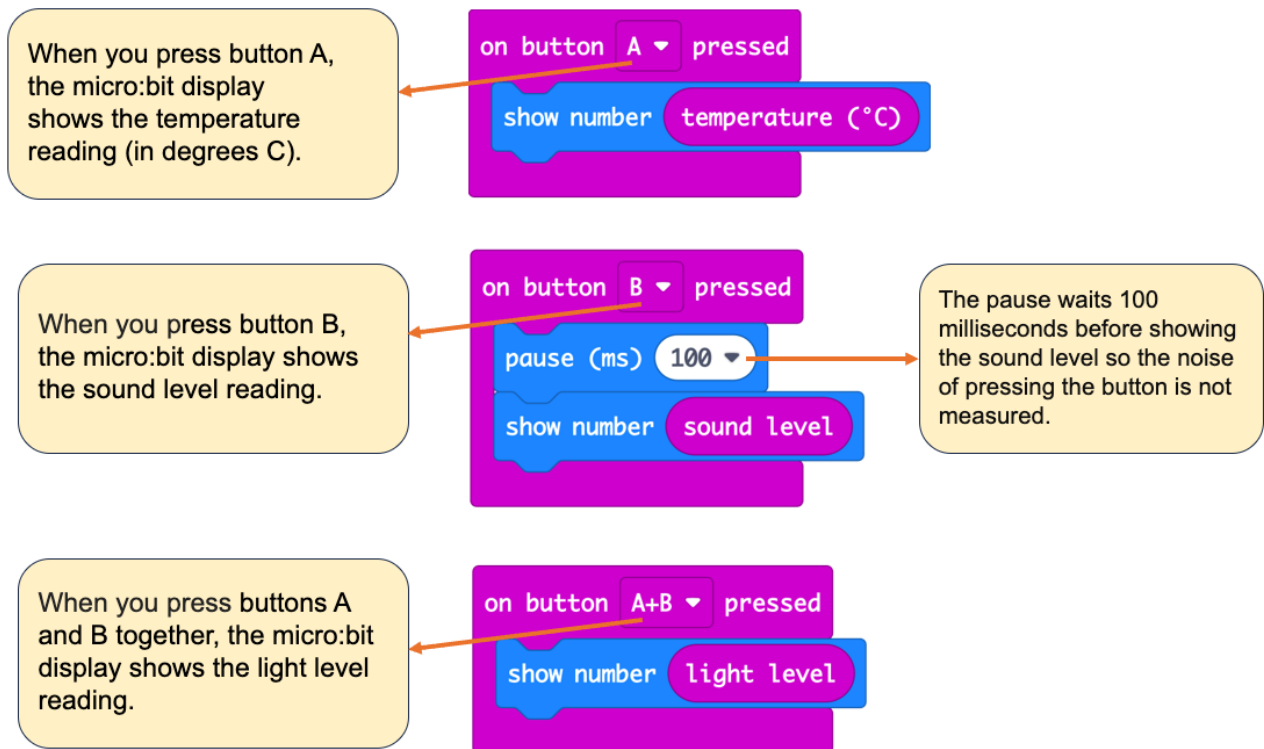 When you press button A,
the micro:bit display
shows the temperature
reading (in degrees C).
on button A pressed
show number temperature (°C)
When you press button B,
the micro:bit display shows
the sound level reading.
on button B pressed
pause (ms) 100
show number sound level
The pause waits 100
milliseconds before showing
the sound level so the noise
of pressing the button is not
measured.
When you press buttons A
and B together, the micro:bit
display shows the light level
reading.
on button A+B pressed
show number light level